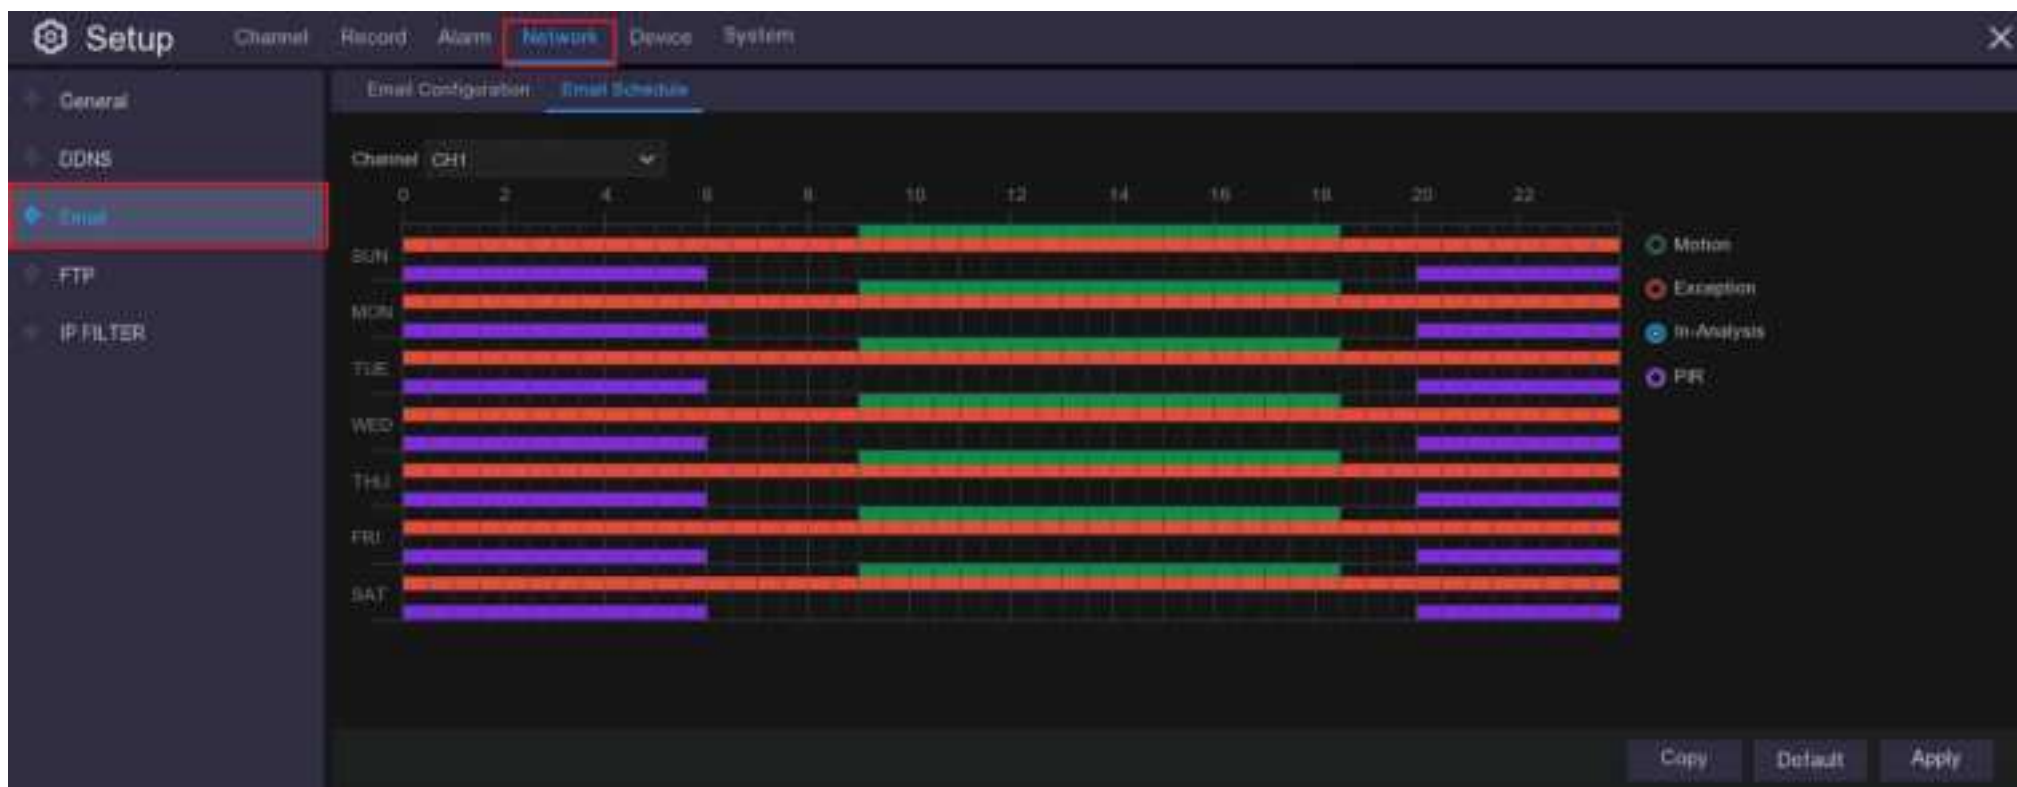 Setup Channel Record Alarm Network Device System
General
DDNS
Email
FTP
IP FILTER
Email Configuration Email Schedule
Channel CH1
0 2 4 6 8 10 12 14 16 18 20 22
SUN
MON
TUE
WED
THU
FRI
SAT
Motion
Exception
In-Analysis
PIR
Copy Default Apply